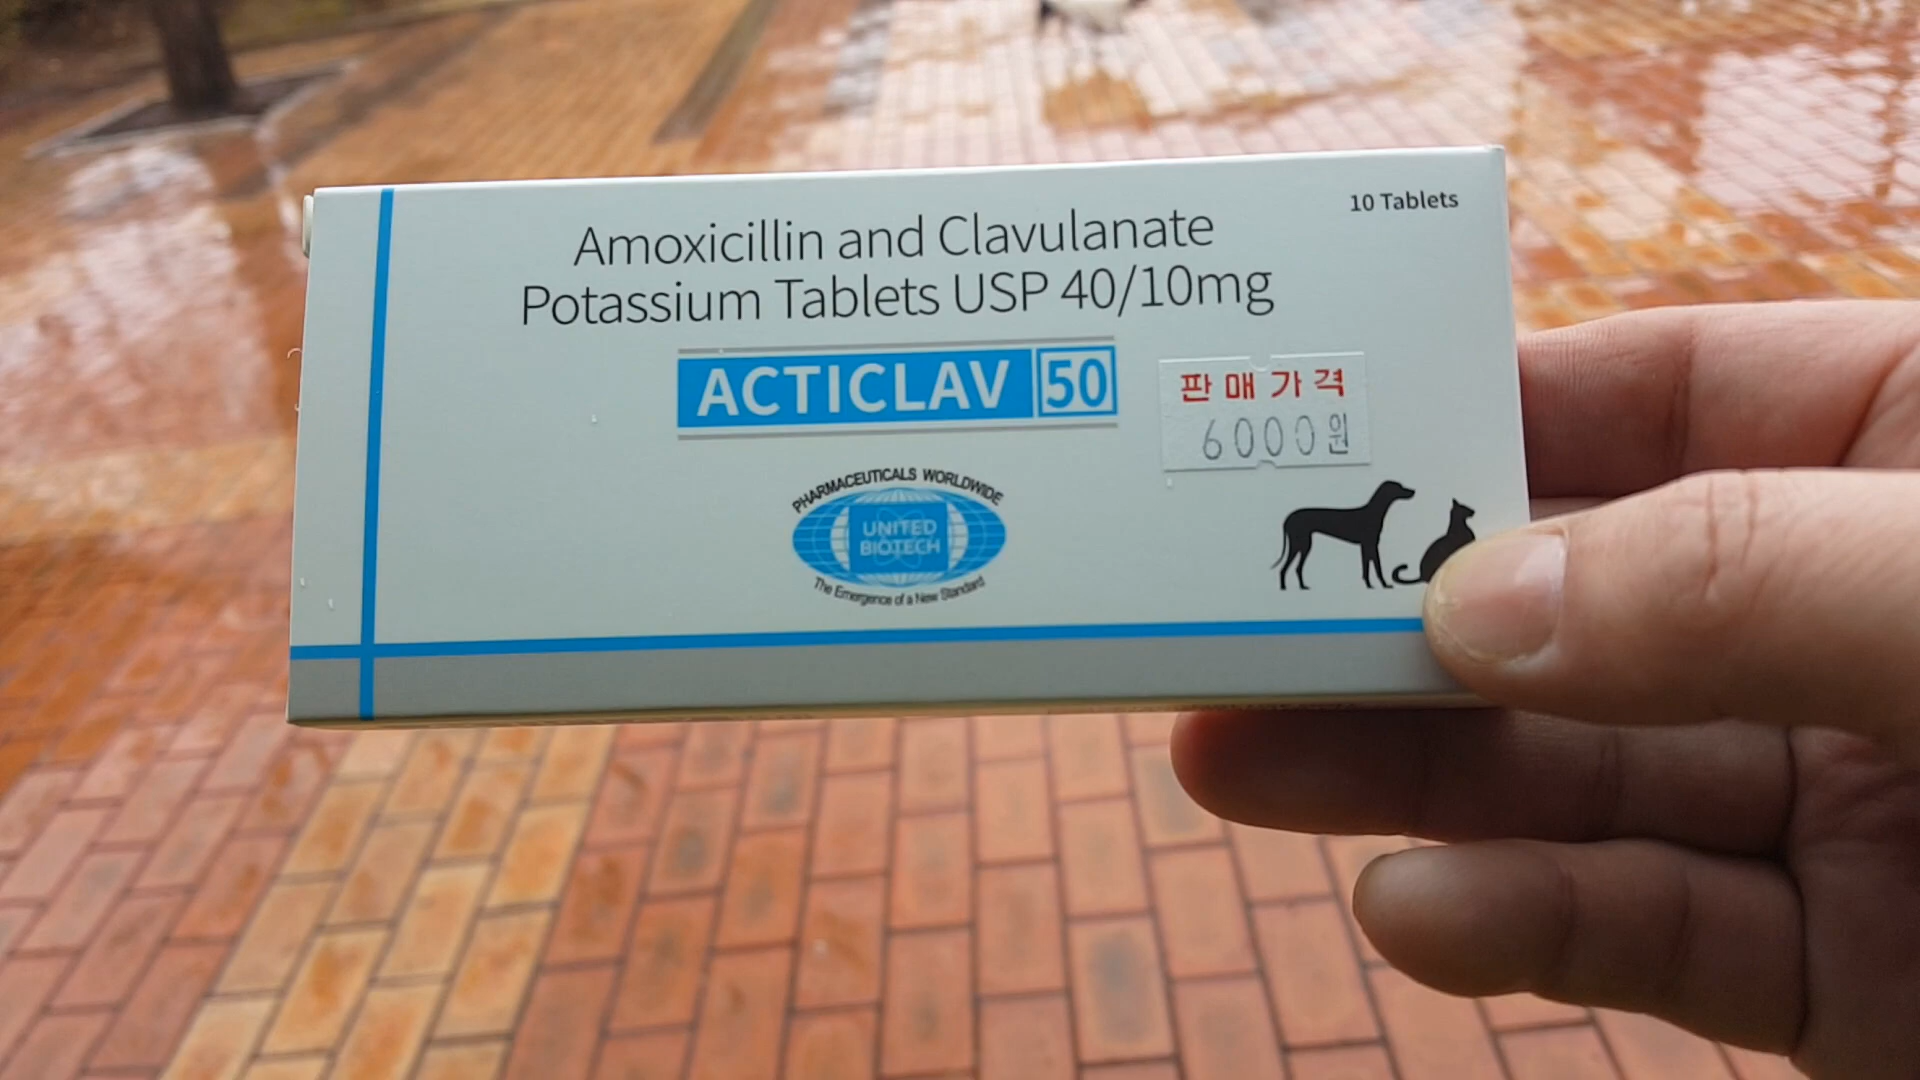 10 Tablets
Amoxicillin and Clavulanate
Potassium Tablets USP 40/10mg
ACTICLAV 50
판매가격
6000원
PHARMACEUTICALS WORLDWIDE
UNITED
BIOTECH
The Emergence of a New Standard